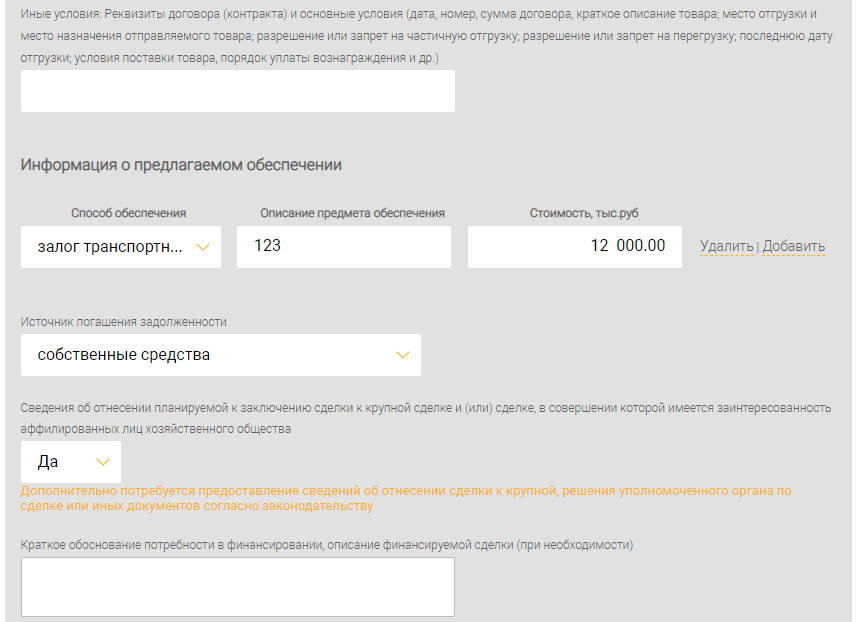 Иные условия: Реквизиты договора (контракта) и основные условия (дата, номер, сумма договора, краткое описание товара; место отгрузки и
место назначения отправляемого товара; разрешение или запрет на частичную отгрузку; разрешение или запрет на перегрузку; последнюю дату
отгрузки; условия поставки товара, порядок уплаты вознаграждения и др.)
Информация о предлагаемом обеспечении
Способ обеспечения Описание предмета обеспечения Стоимость, тыс.руб
залог транспортн... 123 12 000.00 Удалить | Добавить
Источник погашения задолженности
собственные средства
Сведения об отнесении планируемой к заключению сделки к крупной сделке и (или) сделке, в совершении которой имеется заинтересованность
аффилированных лиц хозяйственного общества
Да
Дополнительно потребуется предоставление сведений об отнесении сделки к крупной, решения уполномоченного органа по
сделке или иных документов согласно законодательству
Краткое обоснование потребности в финансировании, описание финансируемой сделки (при необходимости)